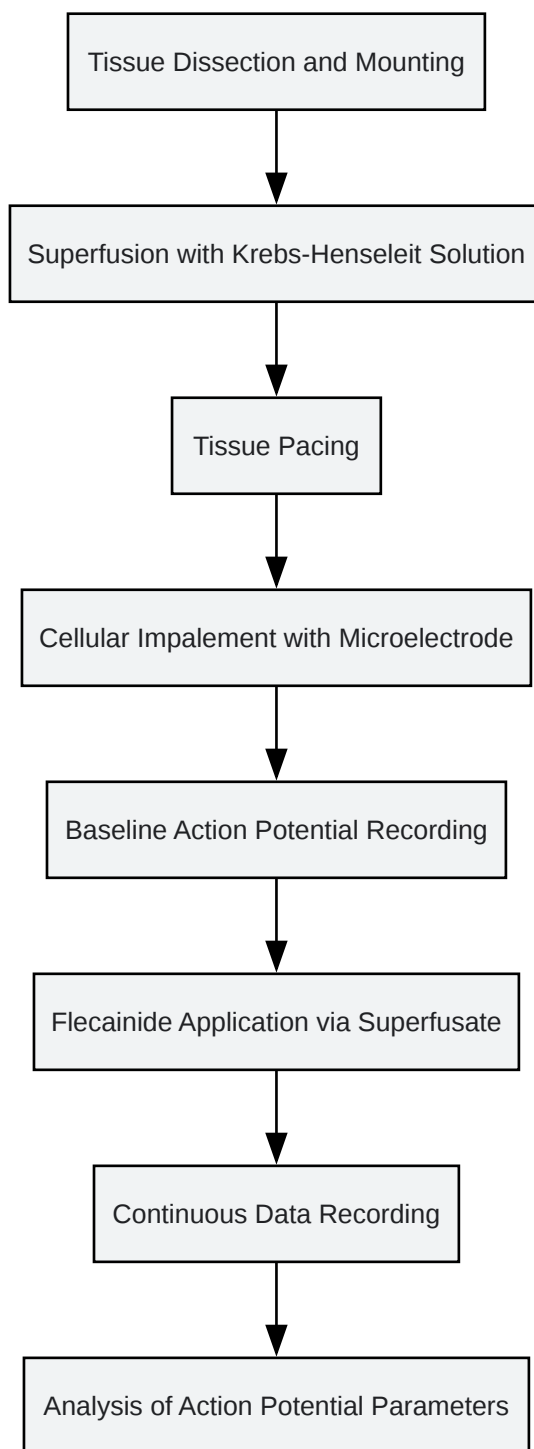 Tissue Dissection and Mounting
Superfusion with Krebs-Henseleit Solution
Tissue Pacing
Cellular Impalement with Microelectrode
Baseline Action Potential Recording
Flecainide Application via Superfusate
Continuous Data Recording
Analysis of Action Potential Parameters